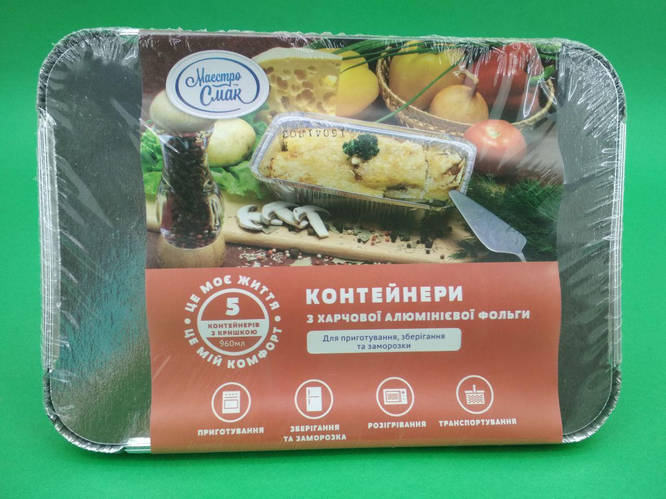 Маестро
Смак
КОНТЕЙНЕРИ
З ХАРЧОВОЇ АЛЮМІНІЄВОЇ ФОЛЬГИ
Для приготування, зберігання
та заморозки
ЦЕ МОЄ ЖИТТЯ
5
КОНТЕЙНЕРІВ
З КРИШКОЮ
960мл
ЦЕ МІЙ КОМФОРТ
ПРИГОТУВАННЯ
ЗБЕРІГАННЯ
ТА ЗАМОРОЗКА
РОЗІГРІВАННЯ
ТРАНСПОРТУВАННЯ